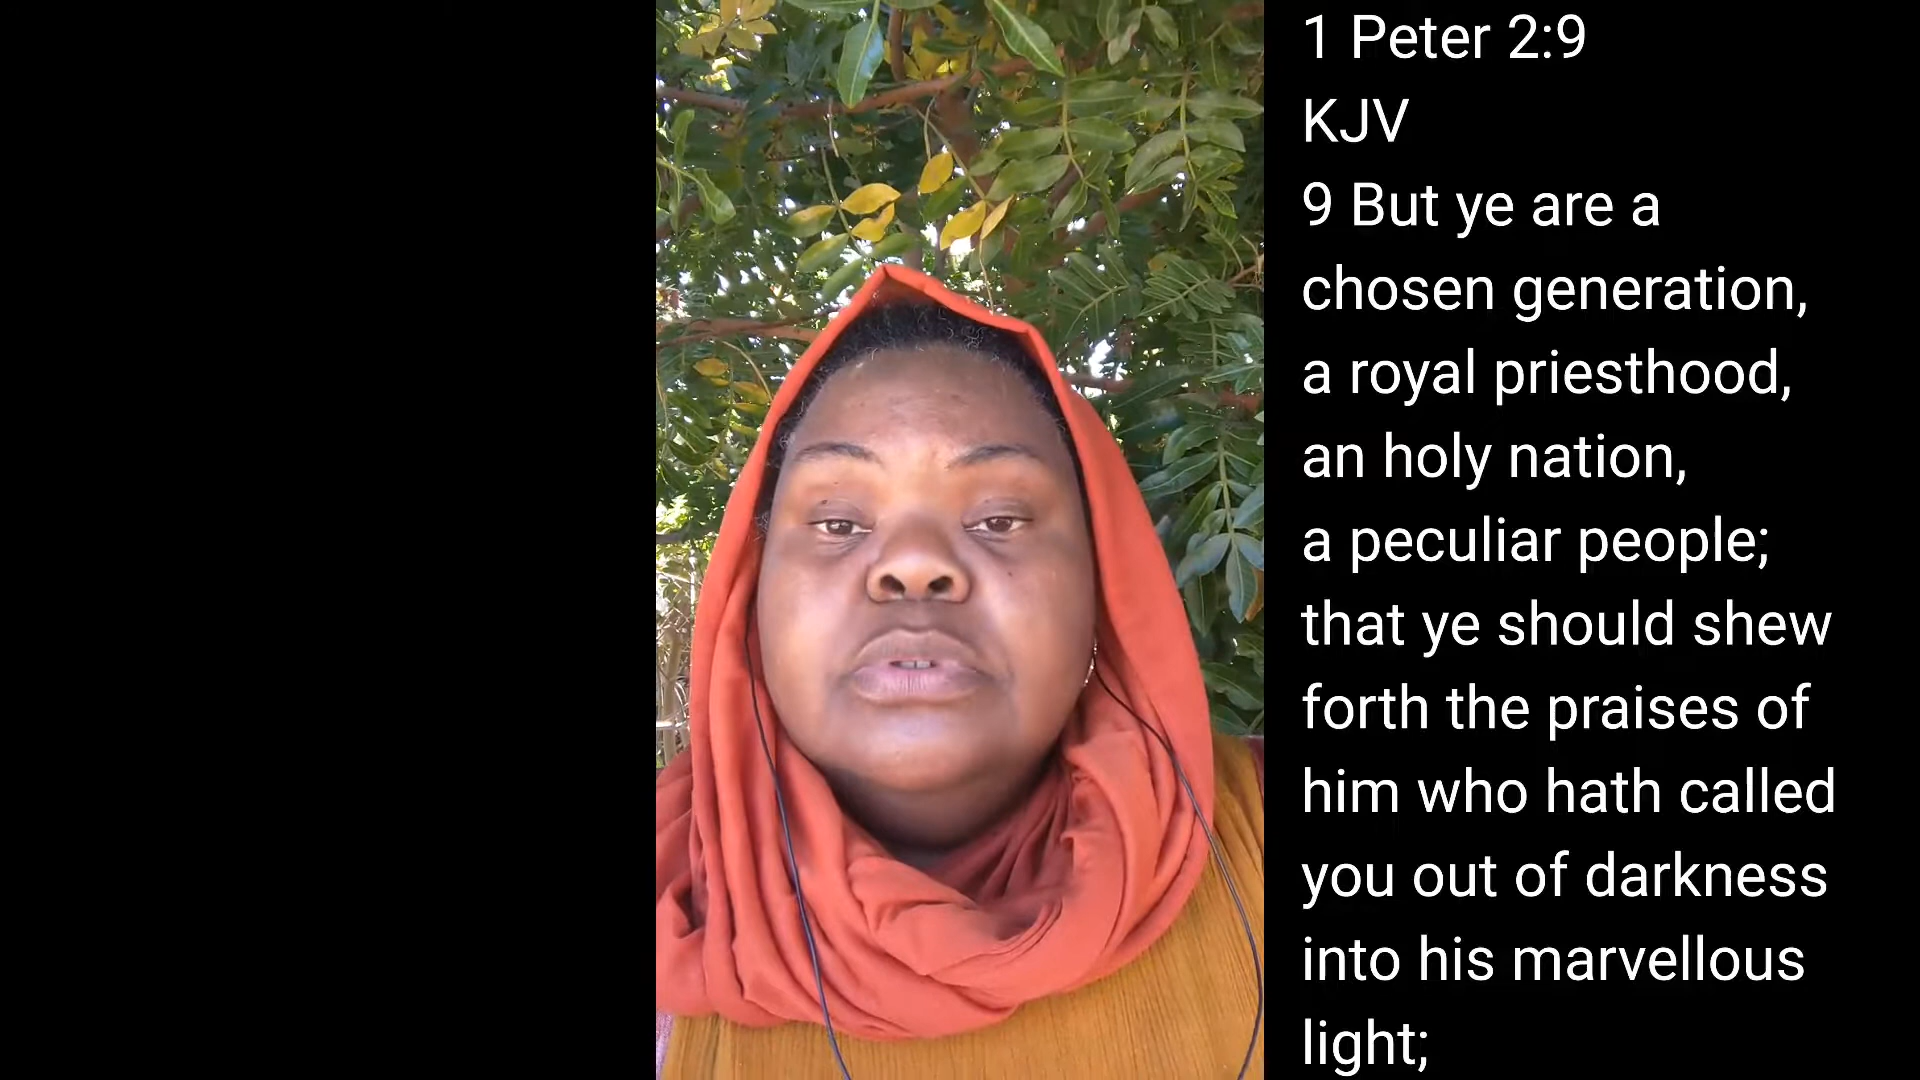 1 Peter 2:9
KJV
9 But ye are a
chosen generation,
a royal priesthood,
an holy nation,
a peculiar people;
that ye should shew
forth the praises of
him who hath called
you out of darkness
into his marvellous
light;